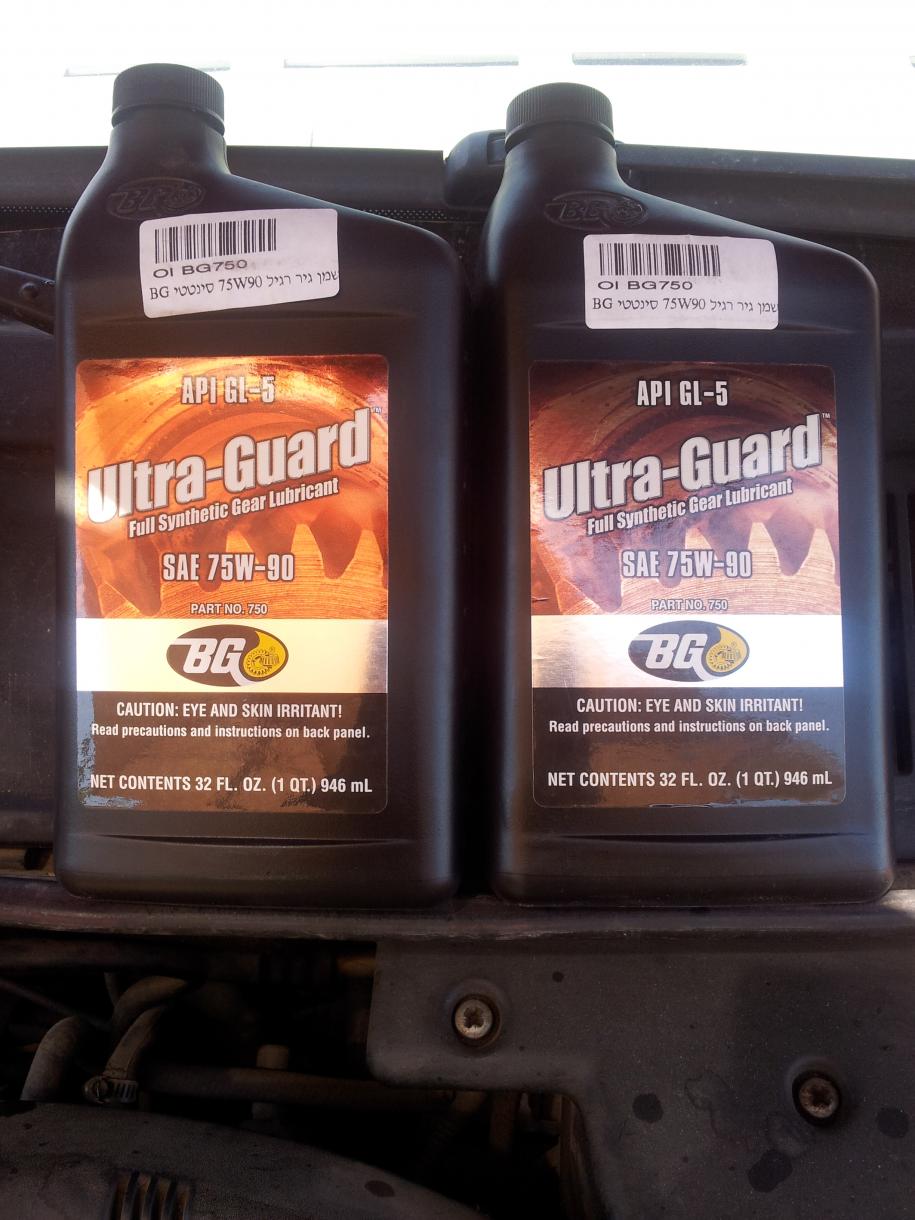 BG
OI BG750
שמן גיר רגיל 75W90 סינטטי BG
API GL-5
Ultra-Guard™
Full Synthetic Gear Lubricant
SAE 75W-90
PART NO. 750
BG
CAUTION: EYE AND SKIN IRRITANT!
Read precautions and instructions on back panel.
NET CONTENTS 32 FL. OZ. (1 QT.) 946 mL
BG
OI BG750
שמן גיר רגיל 75W90 סינטטי BG
API GL-5
Ultra-Guard™
Full Synthetic Gear Lubricant
SAE 75W-90
PART NO. 750
BG
CAUTION: EYE AND SKIN IRRITANT!
Read precautions and instructions on back panel.
NET CONTENTS 32 FL. OZ. (1 QT.) 946 mL